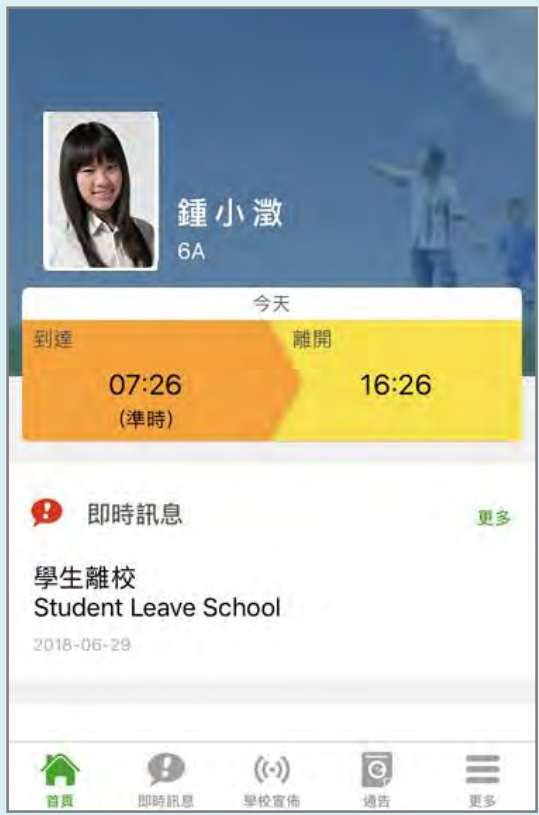 鍾小澂
6A
今天
到達
離開
07:26
16:26
(準時)
即時訊息
更多
學生離校
Student Leave School
2018-06-29
首頁
即時訊息
學校宣佈
通告
更多